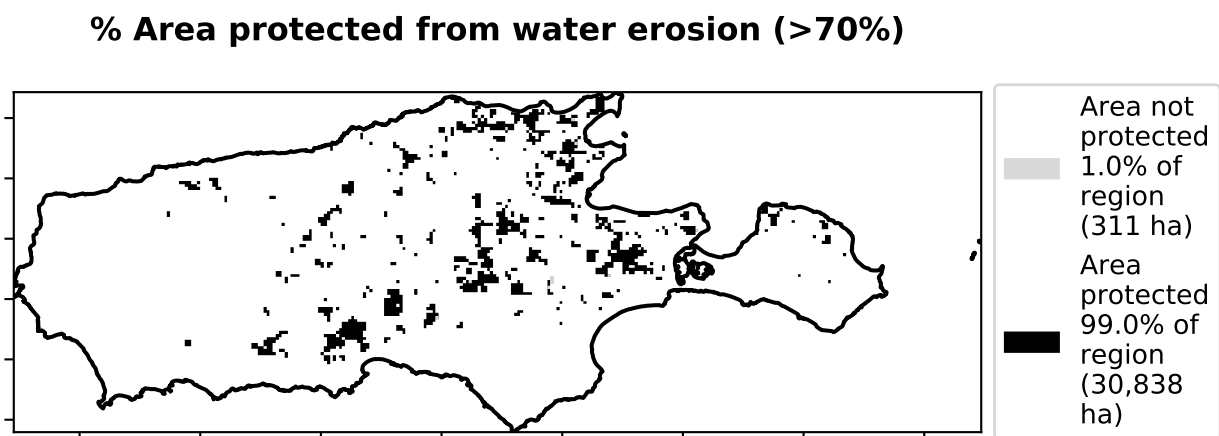 % Area protected from water erosion (>70%)
Area not
protected
1.0% of
region
(311 ha)
Area
protected
99.0% of
region
(30,838
ha)